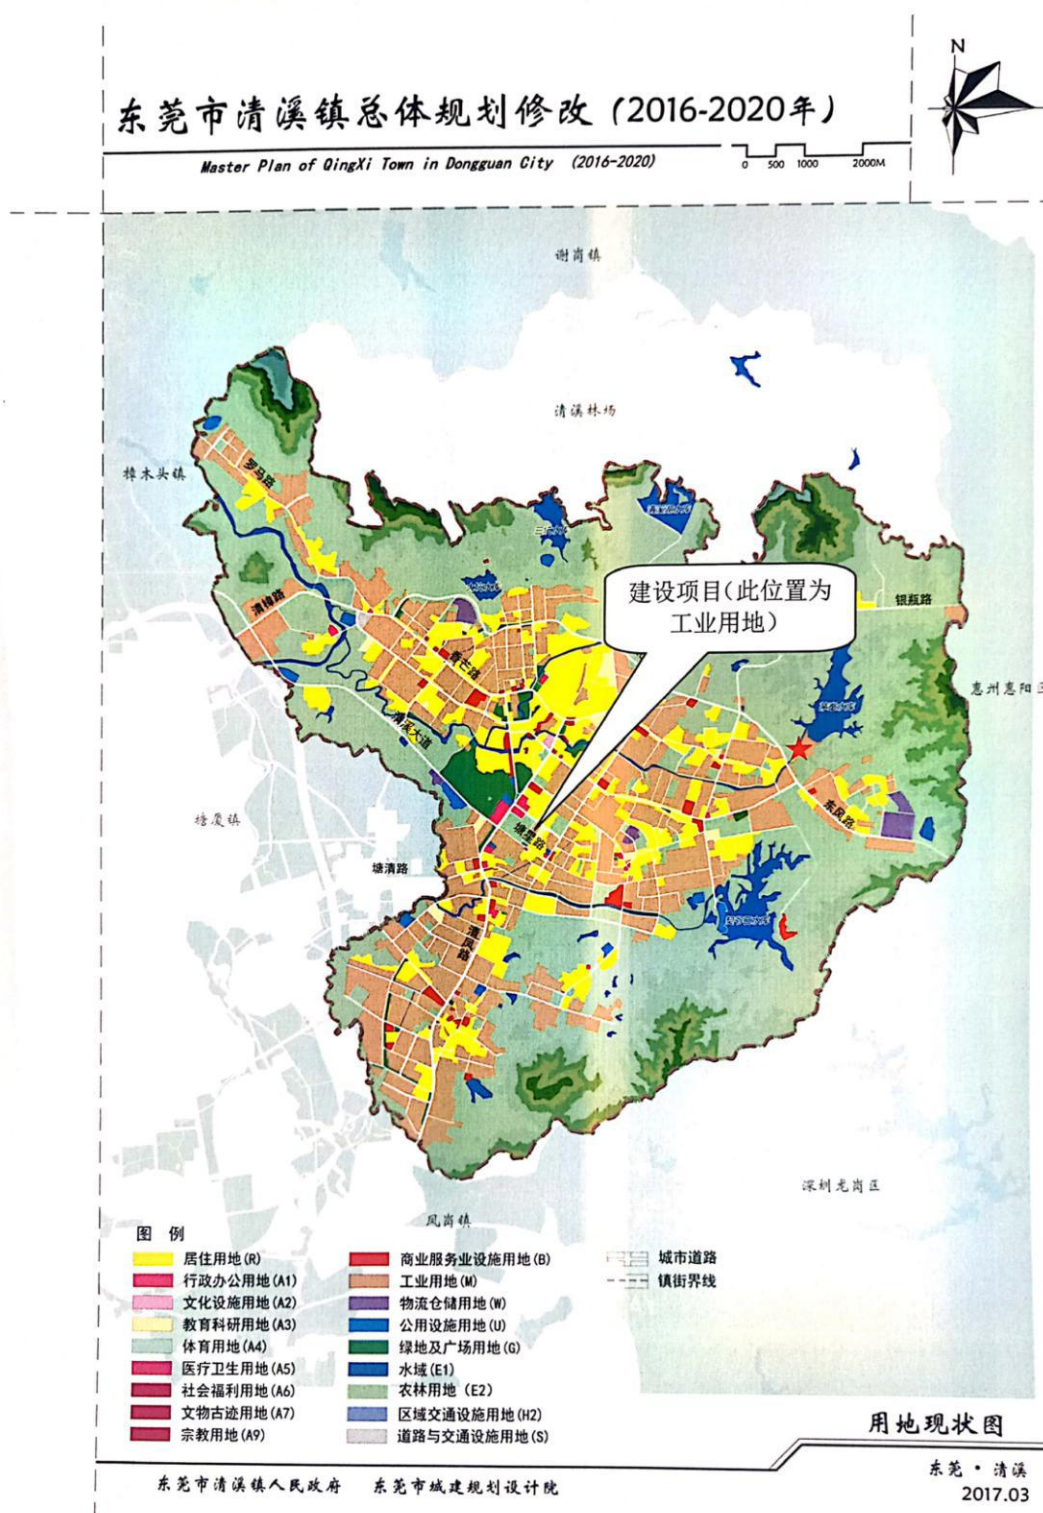 N
东莞市清溪镇总体规划修改(2016-2020年)
Master Plan of QingXi Town in Dongguan City (2016-2020)
0 500 1000 2000M
谢岗镇
清溪林场
樟木头镇
罗马路
清樟路
建设项目(此位置为
工业用地)
银瓶路
香芒路
惠州惠阳区
清溪大道
塘厦镇
东风路
塘堂路
塘清路
清凤路
深圳龙岗区
凤岗镇
图 例
居住用地(R)
行政办公用地(A1)
文化设施用地(A2)
教育科研用地(A3)
体育用地(A4)
医疗卫生用地(A5)
社会福利用地(A6)
文物古迹用地(A7)
宗教用地(A9)
商业服务业设施用地(B)
工业用地(M)
物流仓储用地(W)
公用设施用地(U)
绿地及广场用地(G)
水域(E1)
农林用地 (E2)
区域交通设施用地(H2)
道路与交通设施用地(S)
城市道路
镇街界线
用地现状图
东莞市清溪镇人民政府 东莞市城建规划设计院
东莞·清溪
2017.03